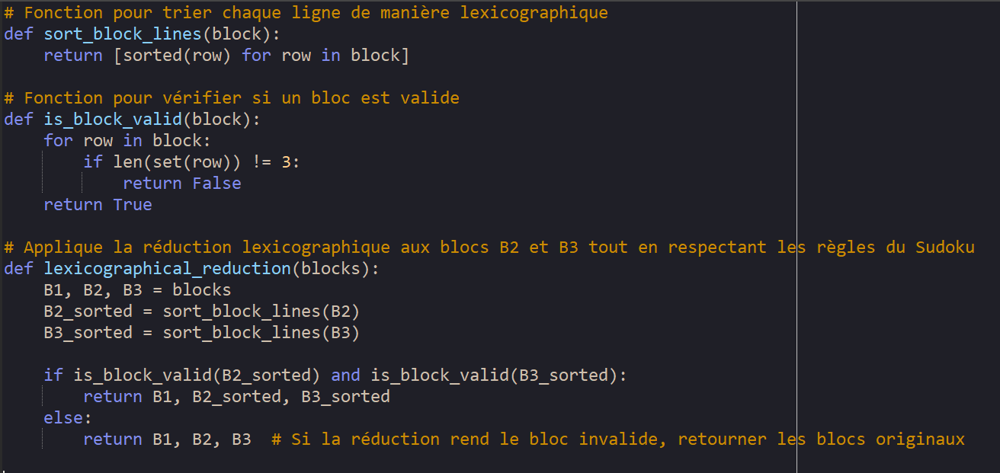 # Fonction pour trier chaque ligne de manière lexicographique
def sort_block_lines(block):
    return [sorted(row) for row in block]
# Fonction pour vérifier si un bloc est valide
def is_block_valid(block):
    for row in block:
        if len(set(row)) != 3:
            return False
    return True
# Applique la réduction lexicographique aux blocs B2 et B3 tout en respectant les règles du Sudoku
def lexicographical_reduction(blocks):
    B1, B2, B3 = blocks
    B2_sorted = sort_block_lines(B2)
    B3_sorted = sort_block_lines(B3)
    if is_block_valid(B2_sorted) and is_block_valid(B3_sorted):
        return B1, B2_sorted, B3_sorted
    else:
        return B1, B2, B3  # Si la réduction rend le bloc invalide, retourner les blocs originaux